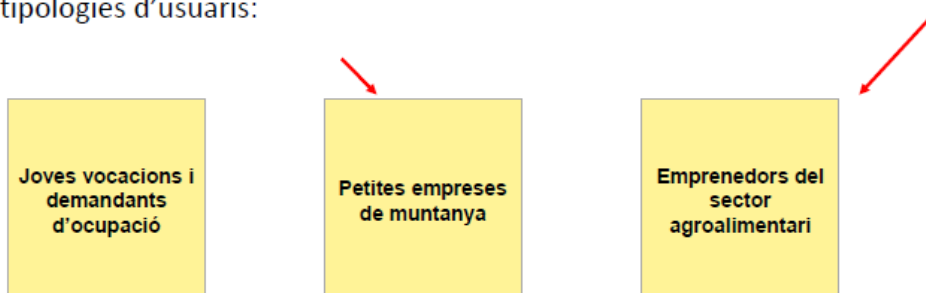 tipologies d'usuaris:
Joves vocacions i
demandants
d'ocupació
Petites empreses
de muntanya
Emprenedors del
sector
agroalimentari